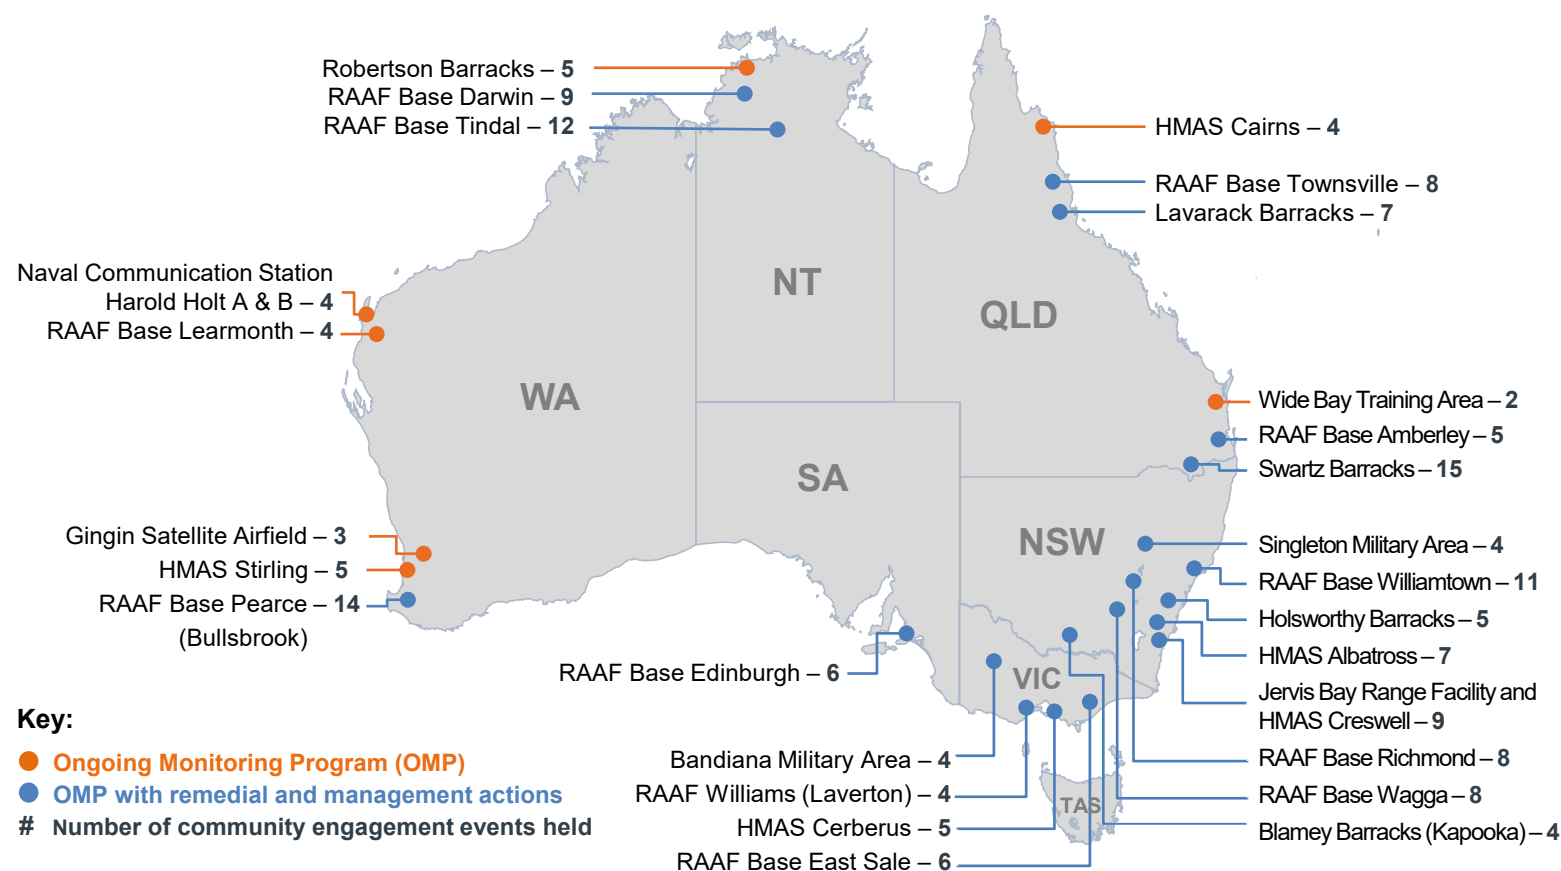 Robertson Barracks – 5
RAAF Base Darwin – 9
RAAF Base Tindal – 12
HMAS Cairns – 4
RAAF Base Townsville – 8
Lavarack Barracks – 7
Naval Communication Station
Harold Holt A & B – 4
RAAF Base Learmonth – 4
NT
QLD
WA
SA
NSW
VIC
TAS
Wide Bay Training Area – 2
RAAF Base Amberley – 5
Swartz Barracks – 15
Gingin Satellite Airfield – 3
HMAS Stirling – 5
RAAF Base Pearce – 14
(Bullsbrook)
Singleton Military Area – 4
RAAF Base Williamtown – 11
Holsworthy Barracks – 5
HMAS Albatross – 7
Jervis Bay Range Facility and
HMAS Creswell – 9
RAAF Base Richmond – 8
RAAF Base Wagga – 8
Blamey Barracks (Kapooka) – 4
RAAF Base Edinburgh – 6
Bandiana Military Area – 4
RAAF Williams (Laverton) – 4
HMAS Cerberus – 5
RAAF Base East Sale – 6
Key:
Ongoing Monitoring Program (OMP)
OMP with remedial and management actions
# Number of community engagement events held